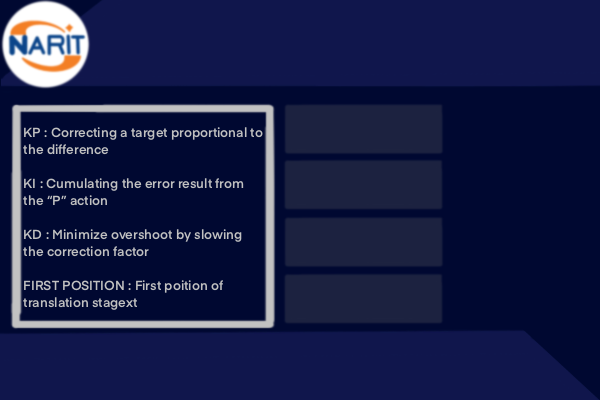 NARIT
KP : Correcting a target proportional to
the difference
KI : Cumulating the error result from
the “P” action
KD : Minimize overshoot by slowing
the correction factor
FIRST POSITION : First poition of
translation stagext